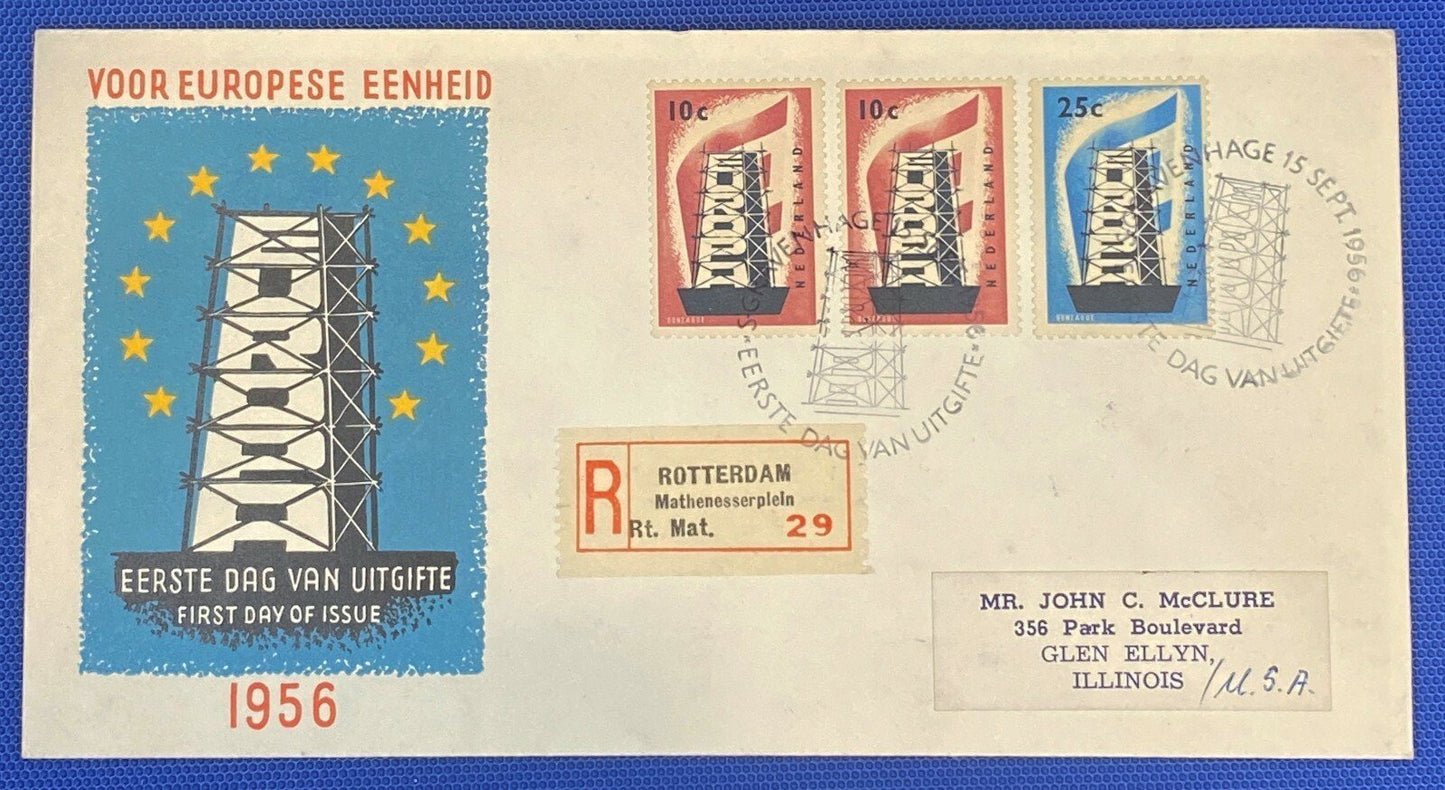 VOOR EUROPESE EENHEID
EERSTE DAG VAN UITGIFTE
FIRST DAY OF ISSUE
1956
10c
NEDERLAND
GONZAGUE
10c
NEDERLAND
25c
NEDERLAND
GONZAGUE
EERSTE DAG VAN UITGIFTE
HAGE 15 SEPT. 1956
DAG VAN UITGIFTE
R
ROTTERDAM
Mathenesserplein
Rt. Mat. 29
MR. JOHN C. McCLURE
356 Park Boulevard
GLEN ELLYN,
ILLINOIS /U.S.A.